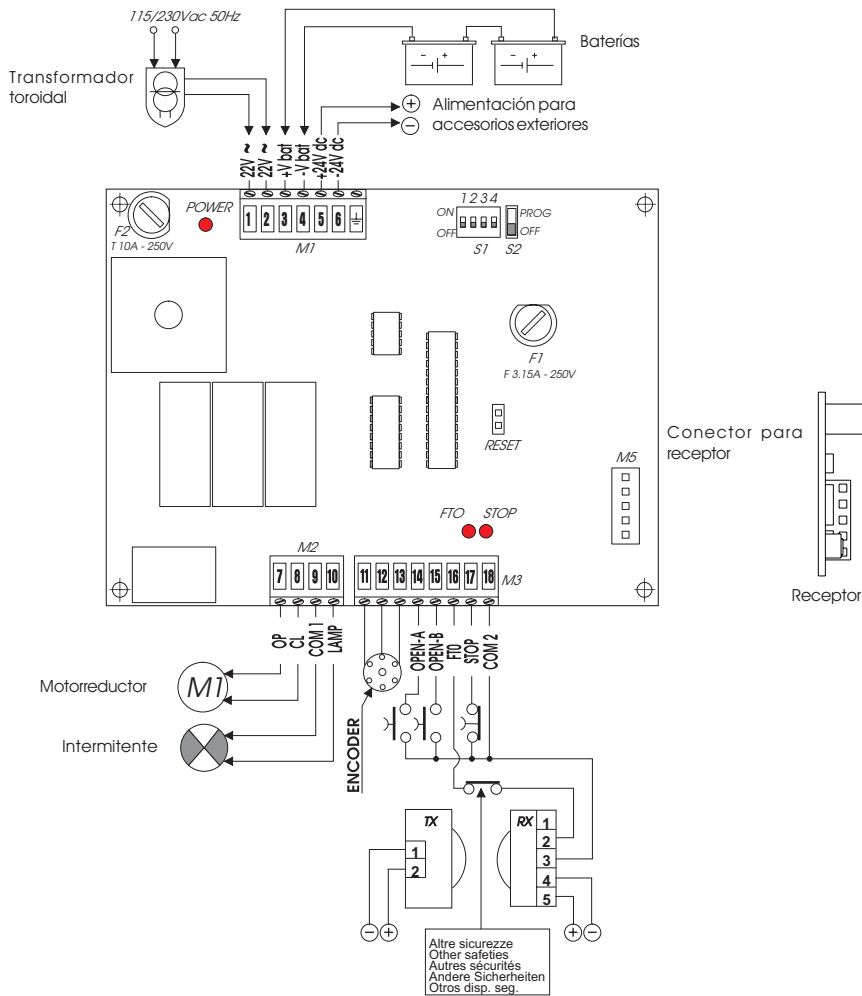 115/230Vac 50Hz
Transformador
toroidal
Baterías
- +
- +
+ Alimentación para
- accesorios exteriores
22V ~
22V ~
+V bat
-V bat
+24V dc
-24V dc
POWER
F2
T 10A - 250V
1 2 3 4 5 6
M1
1 2 3 4
ON
OFF
S1
PROG
OFF
S2
F1
F 3.15A - 250V
RESET
Conector para
receptor
M5
Receptor
FTO STOP
M2
7 8 9 10
11 12 13 14 15 16 17 18
M3
OP
CL
COM 1
LAMP
OPEN-A
OPEN-B
FTO
STOP
COM 2
Motorreductor
M1
Intermitente
ENCODER
TX
1
2
- +
RX
1
2
3
4
5
+ -
Altre sicurezze
Other safeties
Autres sécurités
Andere Sicherheiten
Otros disp. seg.